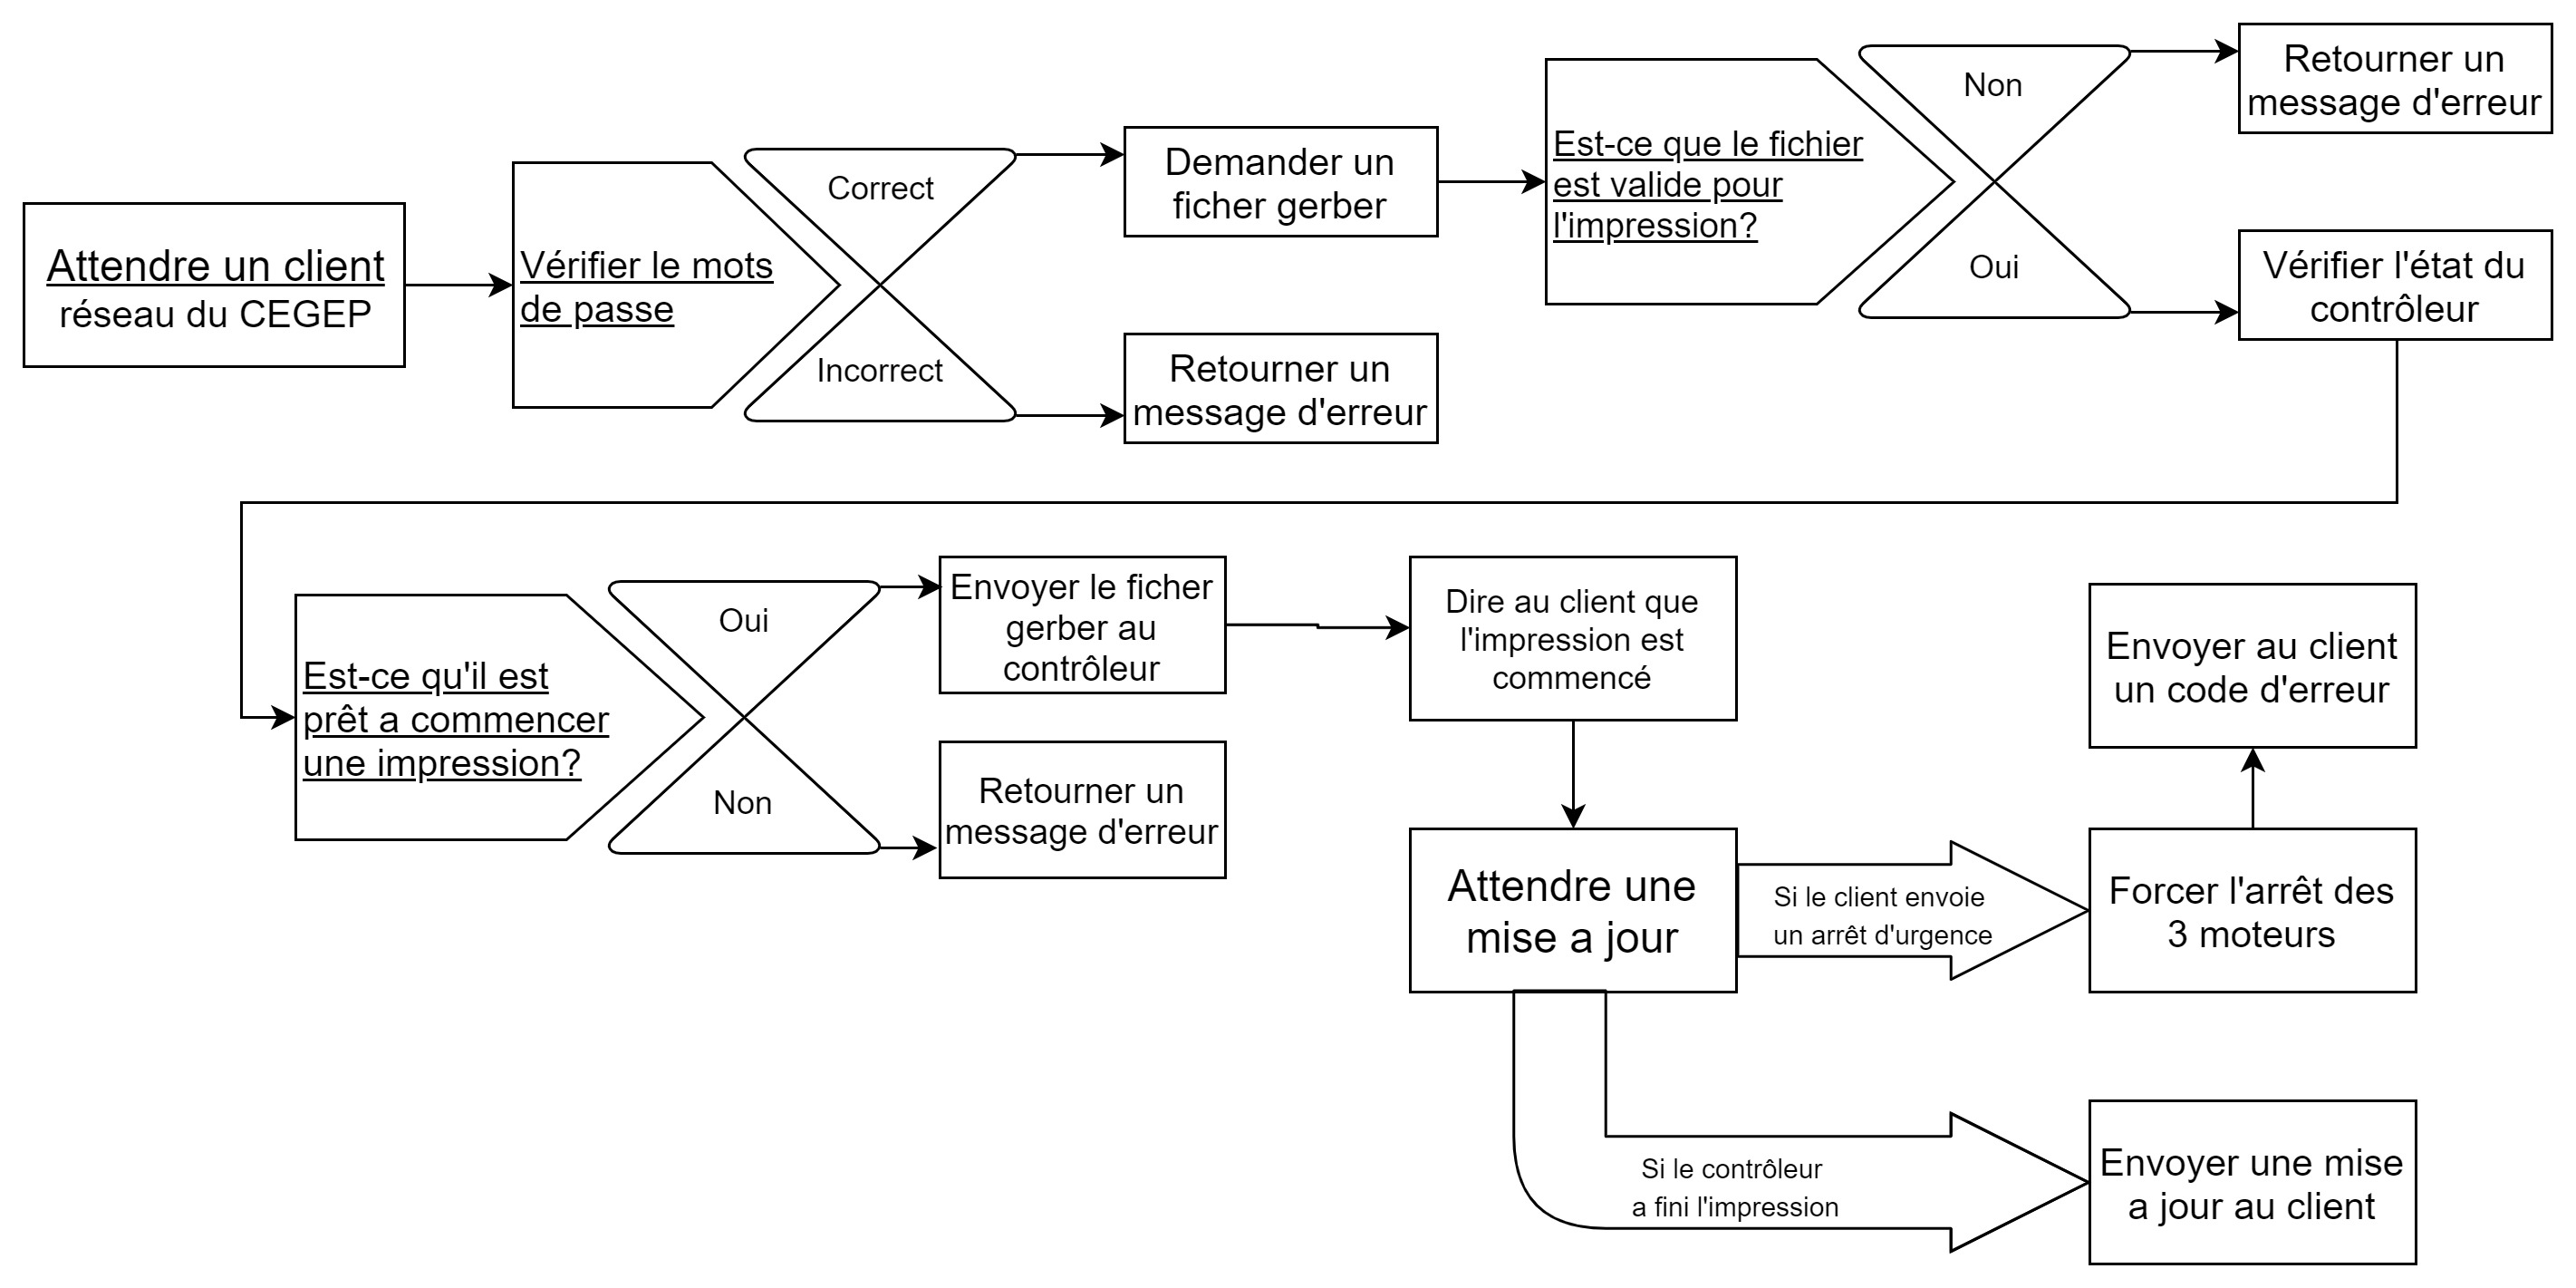 Attendre un client
réseau du CEGEP
Vérifier le mots
de passe
Correct
Incorrect
Demander un
ficher gerber
Retourner un
message d'erreur
Est-ce que le fichier
est valide pour
l'impression?
Non
Oui
Retourner un
message d'erreur
Vérifier l'état du
contrôleur
Est-ce qu'il est
prêt a commencer
une impression?
Oui
Non
Envoyer le ficher
gerber au
contrôleur
Retourner un
message d'erreur
Dire au client que
l'impression est
commencé
Attendre une
mise a jour
Si le client envoie
un arrêt d'urgence
Forcer l'arrêt des
3 moteurs
Envoyer au client
un code d'erreur
Si le contrôleur
a fini l'impression
Envoyer une mise
a jour au client